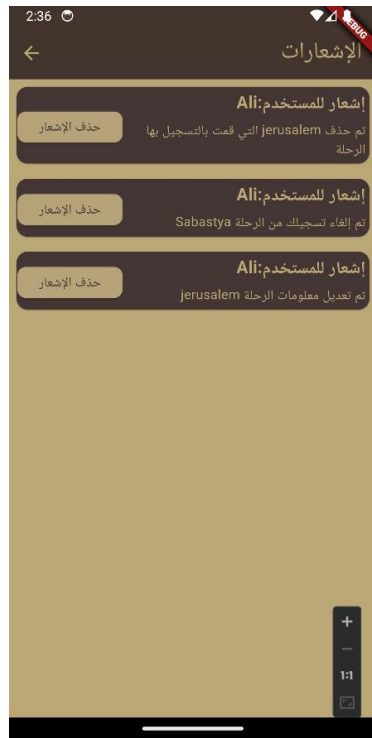 2:36
DEBUG
الإشعارات
إشعار للمستخدم:Ali
تم حذف jerusalem التي قمت بالتسجيل بها
الرحلة
حذف الإشعار
إشعار للمستخدم:Ali
تم إلغاء تسجيلك من الرحلة Sabastya
حذف الإشعار
إشعار للمستخدم:Ali
تم تعديل معلومات الرحلة jerusalem
حذف الإشعار
1:1